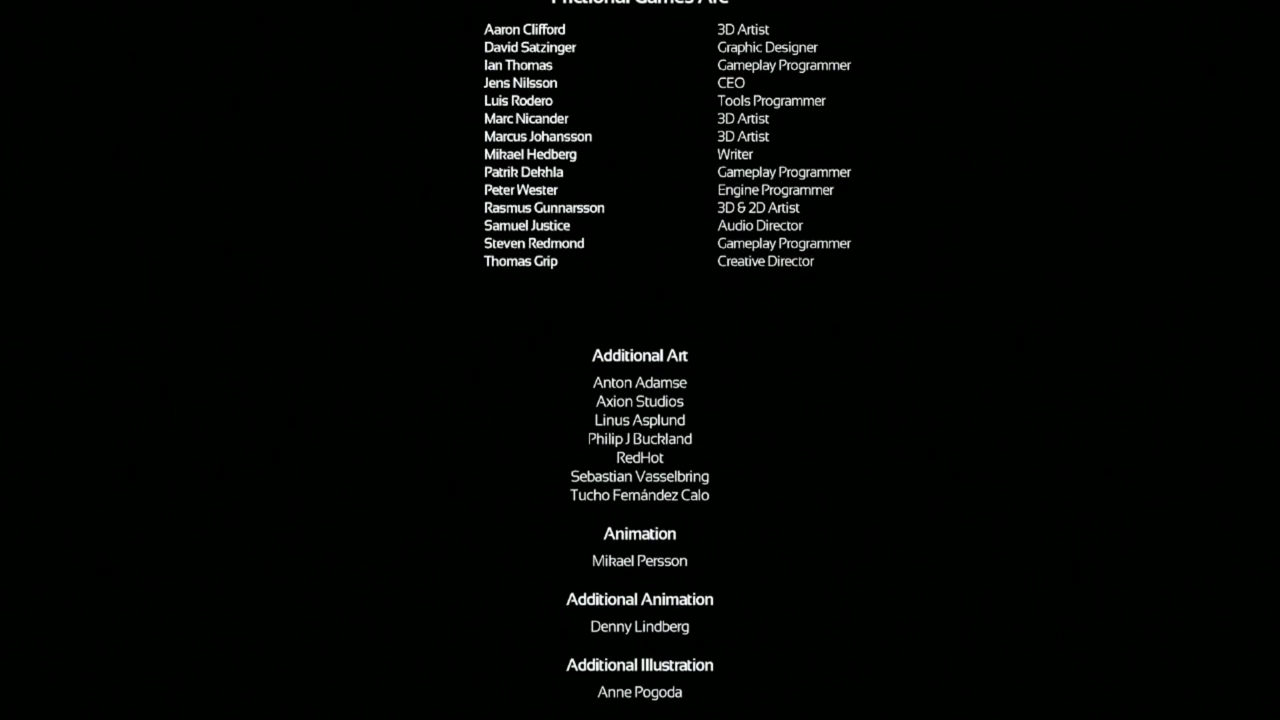 Frictional Games Are
Aaron Clifford 3D Artist
David Satzinger Graphic Designer
Ian Thomas Gameplay Programmer
Jens Nilsson CEO
Luis Rodero Tools Programmer
Marc Nicander 3D Artist
Marcus Johansson 3D Artist
Mikael Hedberg Writer
Patrik Dekhla Gameplay Programmer
Peter Wester Engine Programmer
Rasmus Gunnarsson 3D & 2D Artist
Samuel Justice Audio Director
Steven Redmond Gameplay Programmer
Thomas Grip Creative Director
Additional Art
Anton Adamse
Axion Studios
Linus Asplund
Philip J Buckland
RedHot
Sebastian Vasselbring
Tucho Fernández Calo
Animation
Mikael Persson
Additional Animation
Denny Lindberg
Additional Illustration
Anne Pogoda